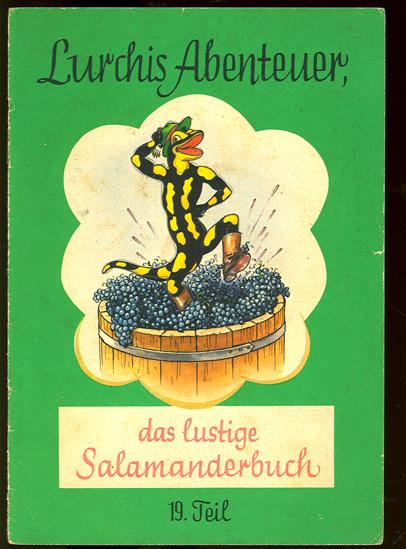 Lurchis Abenteuer,
das lustige
Salamanderbuch
19. Teil